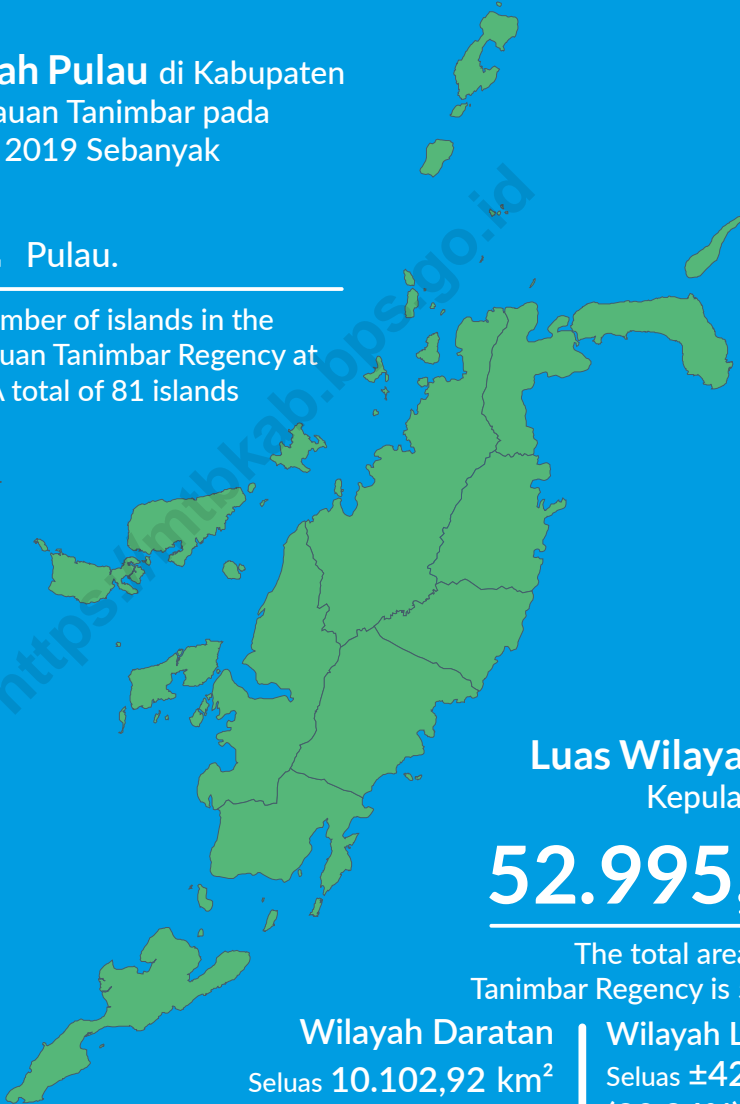 ah Pulau di Kabupaten
auan Tanimbar pada
2019 Sebanyak
Pulau.
mber of islands in the
uan Tanimbar Regency at
A total of 81 islands
https://mtbkab.bps.go.id
Luas Wilaya
Kepula
52.995,
The total area
Tanimbar Regency is
Wilayah Daratan
Seluas 10.102,92 km²
Wilayah L
Seluas ±42